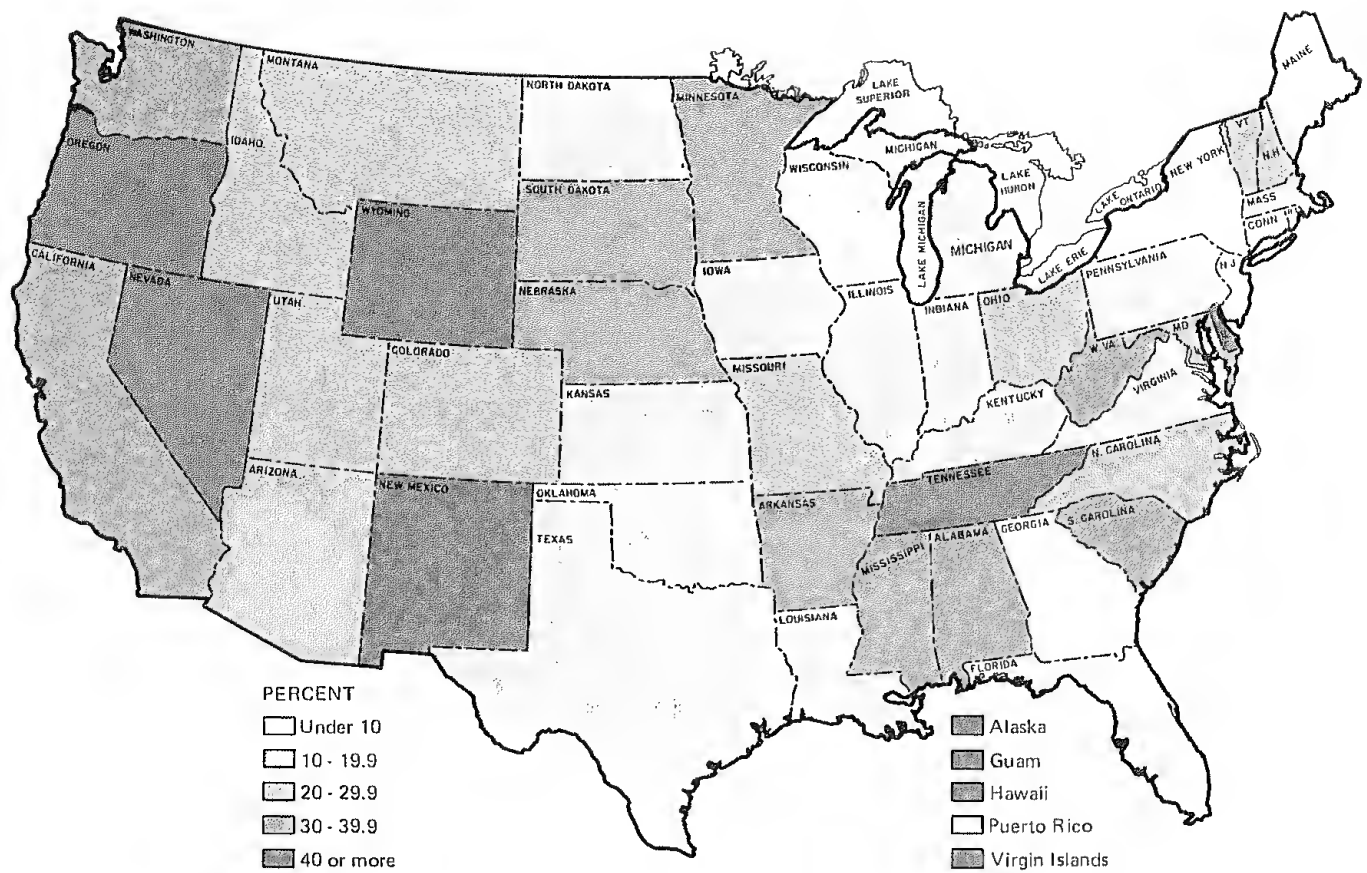 WASHINGTON
MONTANA
NORTH DAKOTA
MINNESOTA
LAKE
SUPERIOR
MAINE
OREGON
IDAHO
WISCONSIN
MICHIGAN
LAKE
HURON
LAKE
ONTARIO
NEW YORK
VT
N.H
MASS
CONN
SOUTH DAKOTA
WYOMING
LAKE MICHIGAN
MICHIGAN
LAKE ERIE
PENNSYLVANIA
N J
CALIFORNIA
NEVADA
UTAH
IOWA
NEBRASKA
ILLINOIS
INDIANA
OHIO
MD
W. VA
VIRGINIA
COLORADO
KANSAS
MISSOURI
KENTUCKY
N. CAROLINA
ARIZONA
NEW MEXICO
OKLAHOMA
ARKANSAS
TENNESSEE
S. CAROLINA
TEXAS
MISSISSIPPI
ALABAMA
GEORGIA
LOUISIANA
FLORIDA
PERCENT
Under 10
10 - 19.9
20 - 29.9
30 - 39.9
40 or more
Alaska
Guam
Hawaii
Puerto Rico
Virgin Islands